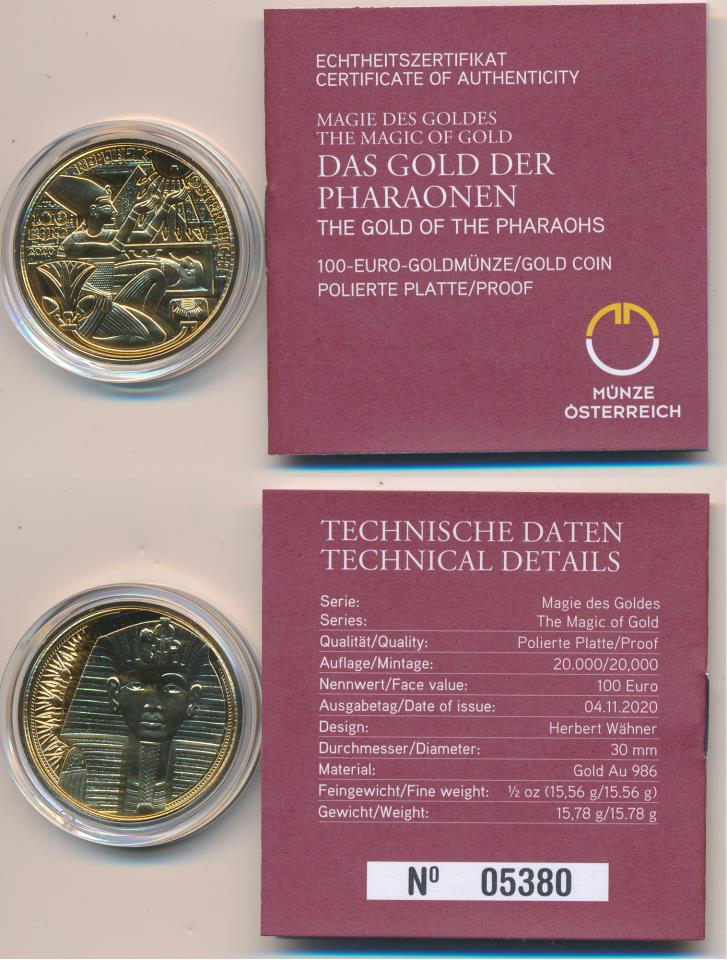 ECHTHEITSZERTIFIKAT
CERTIFICATE OF AUTHENTICITY
MAGIE DES GOLDES
THE MAGIC OF GOLD
DAS GOLD DER
PHARAONEN
THE GOLD OF THE PHARAOHS
100-EURO-GOLDMÜNZE/GOLD COIN
POLIERTE PLATTE/PROOF
MÜNZE
ÖSTERREICH
REPUBLIK ÖSTERREICH
100
EURO
2020
TECHNISCHE DATEN
TECHNICAL DETAILS
Serie: Magie des Goldes
Series: The Magic of Gold
Qualität/Quality: Polierte Platte/Proof
Auflage/Mintage: 20.000/20,000
Nennwert/Face value: 100 Euro
Ausgabetag/Date of issue: 04.11.2020
Design: Herbert Wähner
Durchmesser/Diameter: 30 mm
Material: Gold Au 986
Feingewicht/Fine weight: ½ oz (15,56 g/15.56 g)
Gewicht/Weight: 15,78 g/15.78 g
Nº 05380